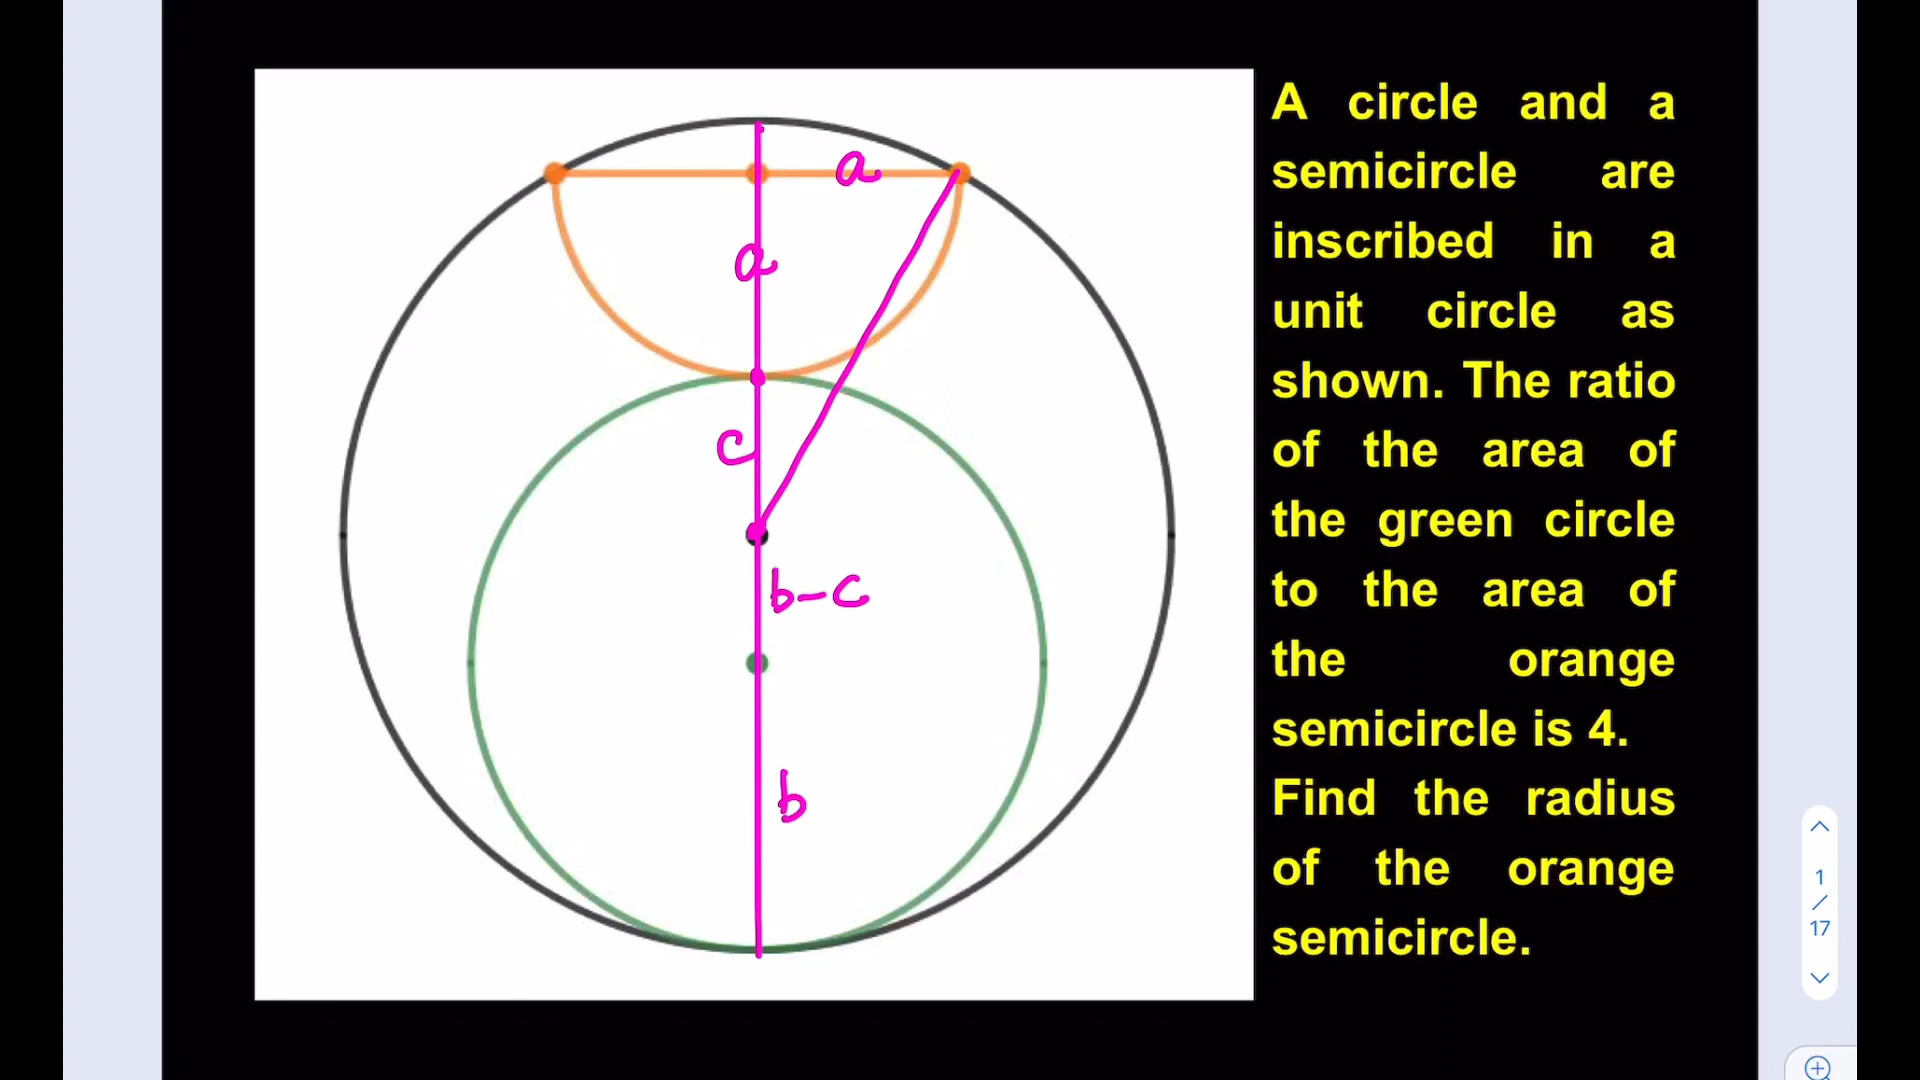 a
a
c
b-c
b
A circle and a
semicircle are
inscribed in a
unit circle as
shown. The ratio
of the area of
the green circle
to the area of
the orange
semicircle is 4.
Find the radius
of the orange
semicircle.
1
/
17